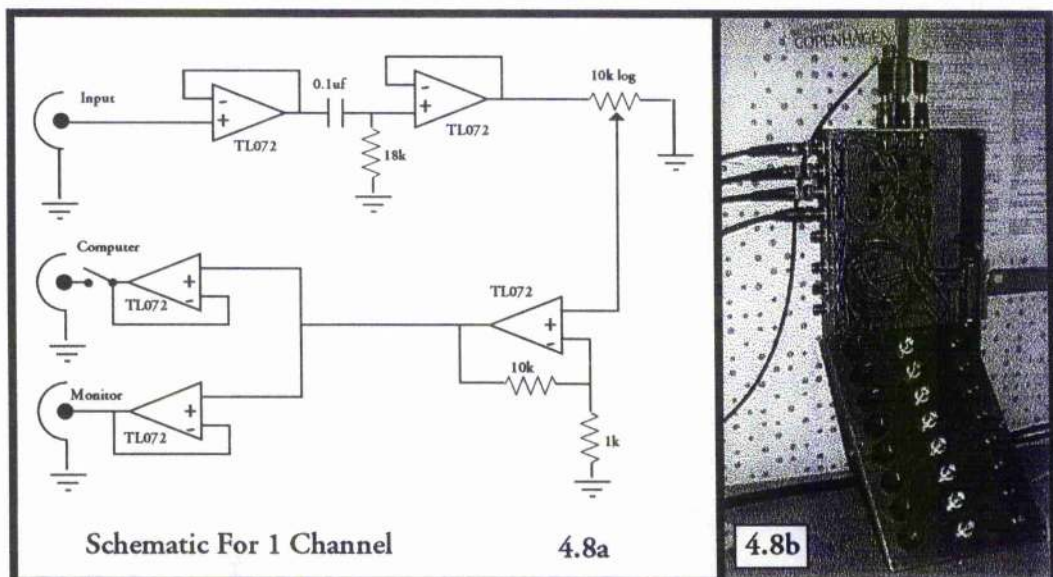 COPENHAGEN
Input
-
+
TL072
0.1uf
18k
-
+
TL072
10k log
Computer
+
-
TL072
TL072
+
-
10k
1k
Monitor
+
-
TL072
Schematic For 1 Channel
4.8a
4.8b